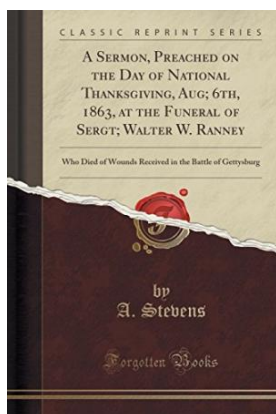 CLASSIC REPRINT SERIES
A Sermon, Preached on
the Day of National
Thanksgiving, Aug; 6th,
1863, at the Funeral of
Sergt; Walter W. Ranney
Who Died of Wounds Received in the Battle of Gettysburg
by
A. Stevens
Forgotten Books